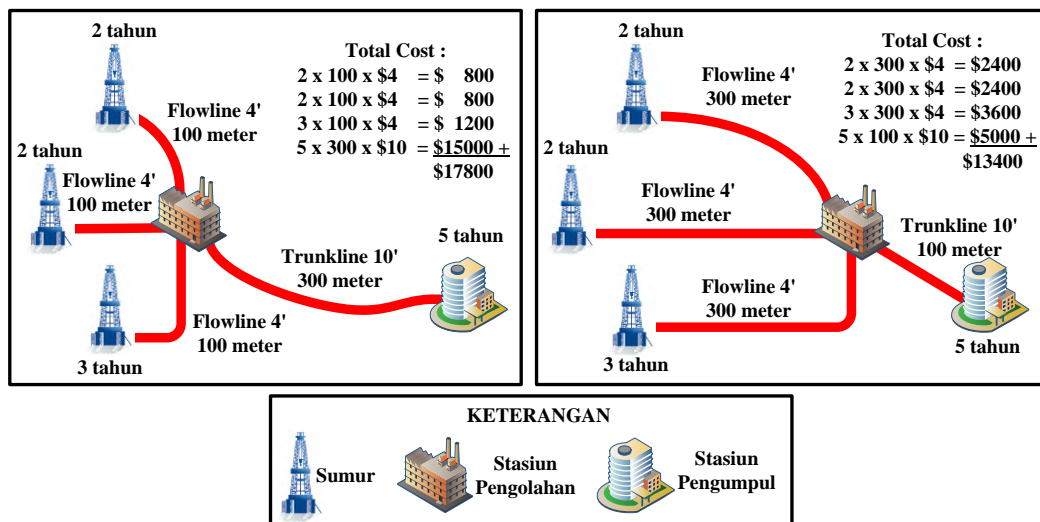 2 tahun
Total Cost :
2 x 100 x $4 = $ 800
2 x 100 x $4 = $ 800
3 x 100 x $4 = $ 1200
5 x 300 x $10 = $15000 +
$17800
Flowline 4'
100 meter
2 tahun
Flowline 4'
100 meter
5 tahun
Trunkline 10'
300 meter
Flowline 4'
100 meter
3 tahun
2 tahun
Total Cost :
2 x 300 x $4 = $2400
2 x 300 x $4 = $2400
3 x 300 x $4 = $3600
5 x 100 x $10 = $5000 +
$13400
Flowline 4'
300 meter
2 tahun
Flowline 4'
300 meter
Trunkline 10'
100 meter
Flowline 4'
300 meter
3 tahun
5 tahun
KETERANGAN
Sumur
Stasiun
Pengolahan
Stasiun
Pengumpul